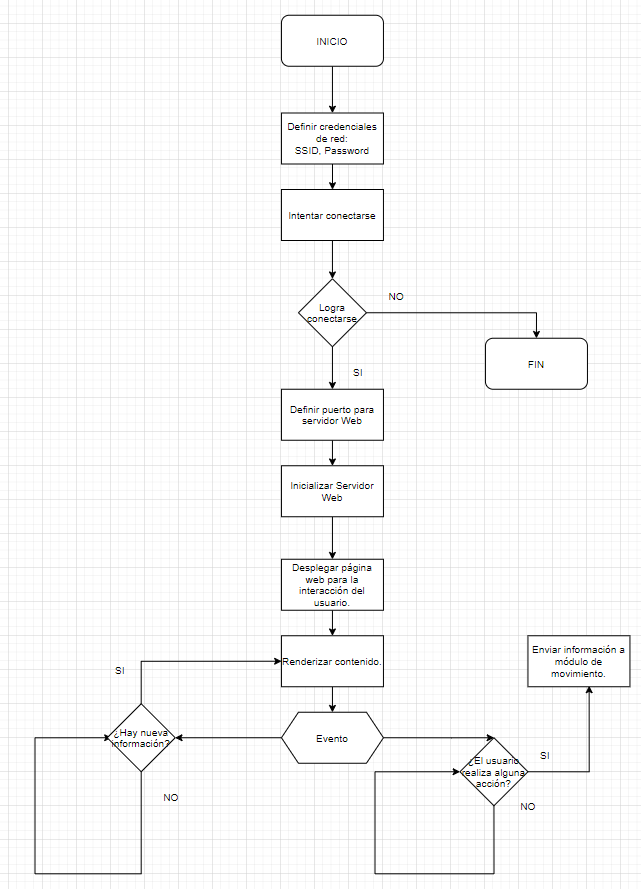 INICIO
Definir credenciales
de red:
SSID, Password
Intentar conectarse
Logra
conectarse
NO
FIN
SI
Definir puerto para
servidor Web
Inicializar Servidor
Web
Desplegar página
web para la
interacción del
usuario.
Renderizar contenido.
Enviar información a
módulo de
movimiento.
SI
¿Hay nueva
información?
Evento
¿El usuario
realiza alguna
acción?
SI
NO
NO